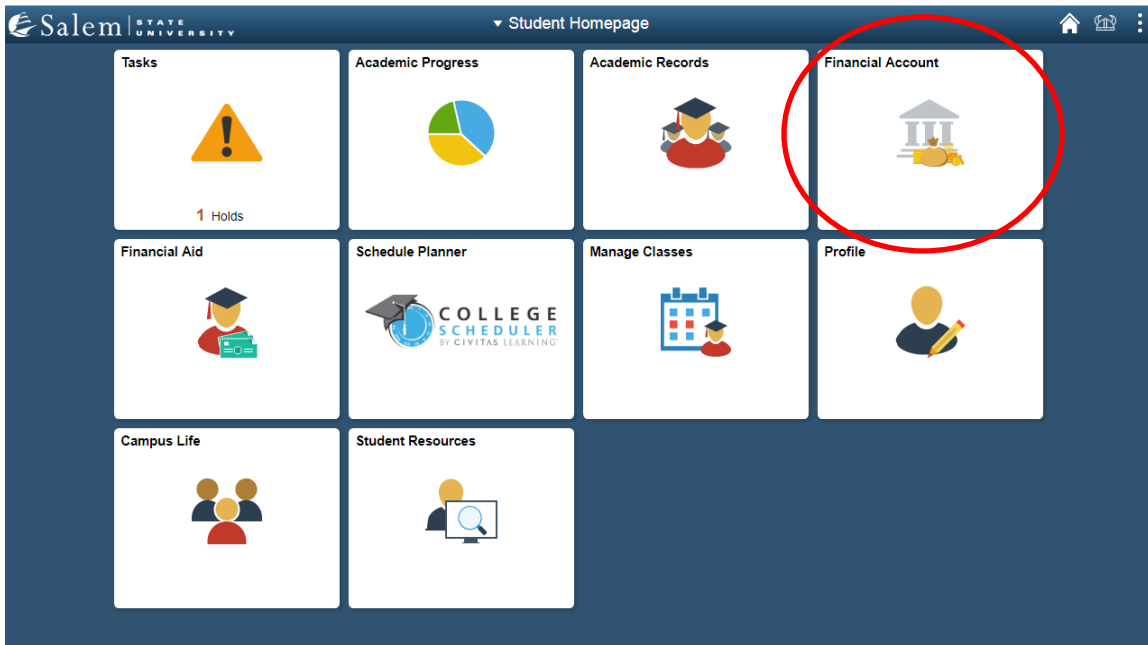 Salem STATE UNIVERSITY
Student Homepage
Tasks
Academic Progress
Academic Records
Financial Account
1 Holds
Financial Aid
Schedule Planner
Manage Classes
Profile
COLLEGE
SCHEDULER
BY CIVITAS LEARNING
Campus Life
Student Resources